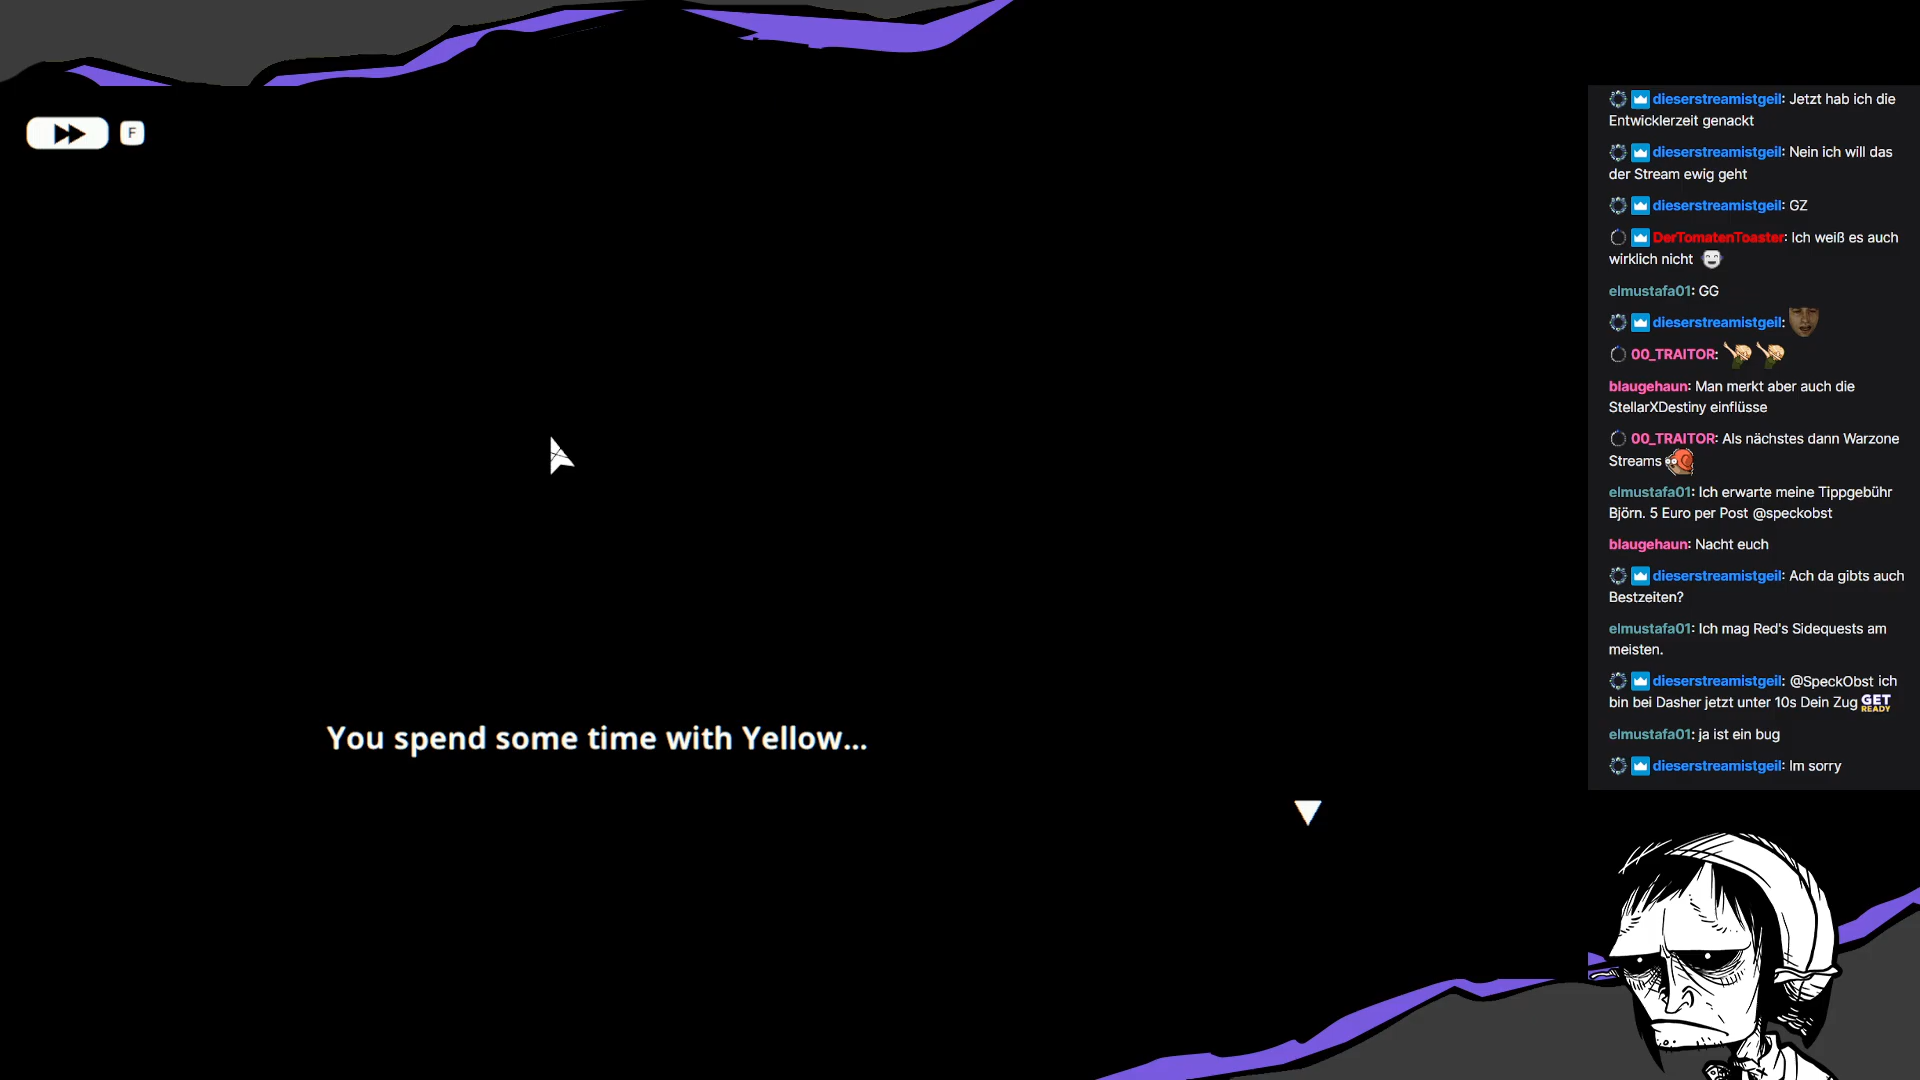 F
You spend some time with Yellow...
dieserstreamistgeil: Jetzt hab ich die
Entwicklerzeit genackt
dieserstreamistgeil: Nein ich will das
der Stream ewig geht
dieserstreamistgeil: GZ
DerTomatenToaster: Ich weiß es auch
wirklich nicht
elmustafa01: GG
dieserstreamistgeil:
00_TRAITOR:
blaugehaun: Man merkt aber auch die
StellarXDestiny einflüsse
00_TRAITOR: Als nächstes dann Warzone
Streams
elmustafa01: Ich erwarte meine Tippgebühr
Björn. 5 Euro per Post @speckobst
blaugehaun: Nacht euch
dieserstreamistgeil: Ach da gibts auch
Bestzeiten?
elmustafa01: Ich mag Red's Sidequests am
meisten.
dieserstreamistgeil: @SpeckObst ich
bin bei Dasher jetzt unter 10s Dein Zug GET READY
elmustafa01: ja ist ein bug
dieserstreamistgeil: Im sorry